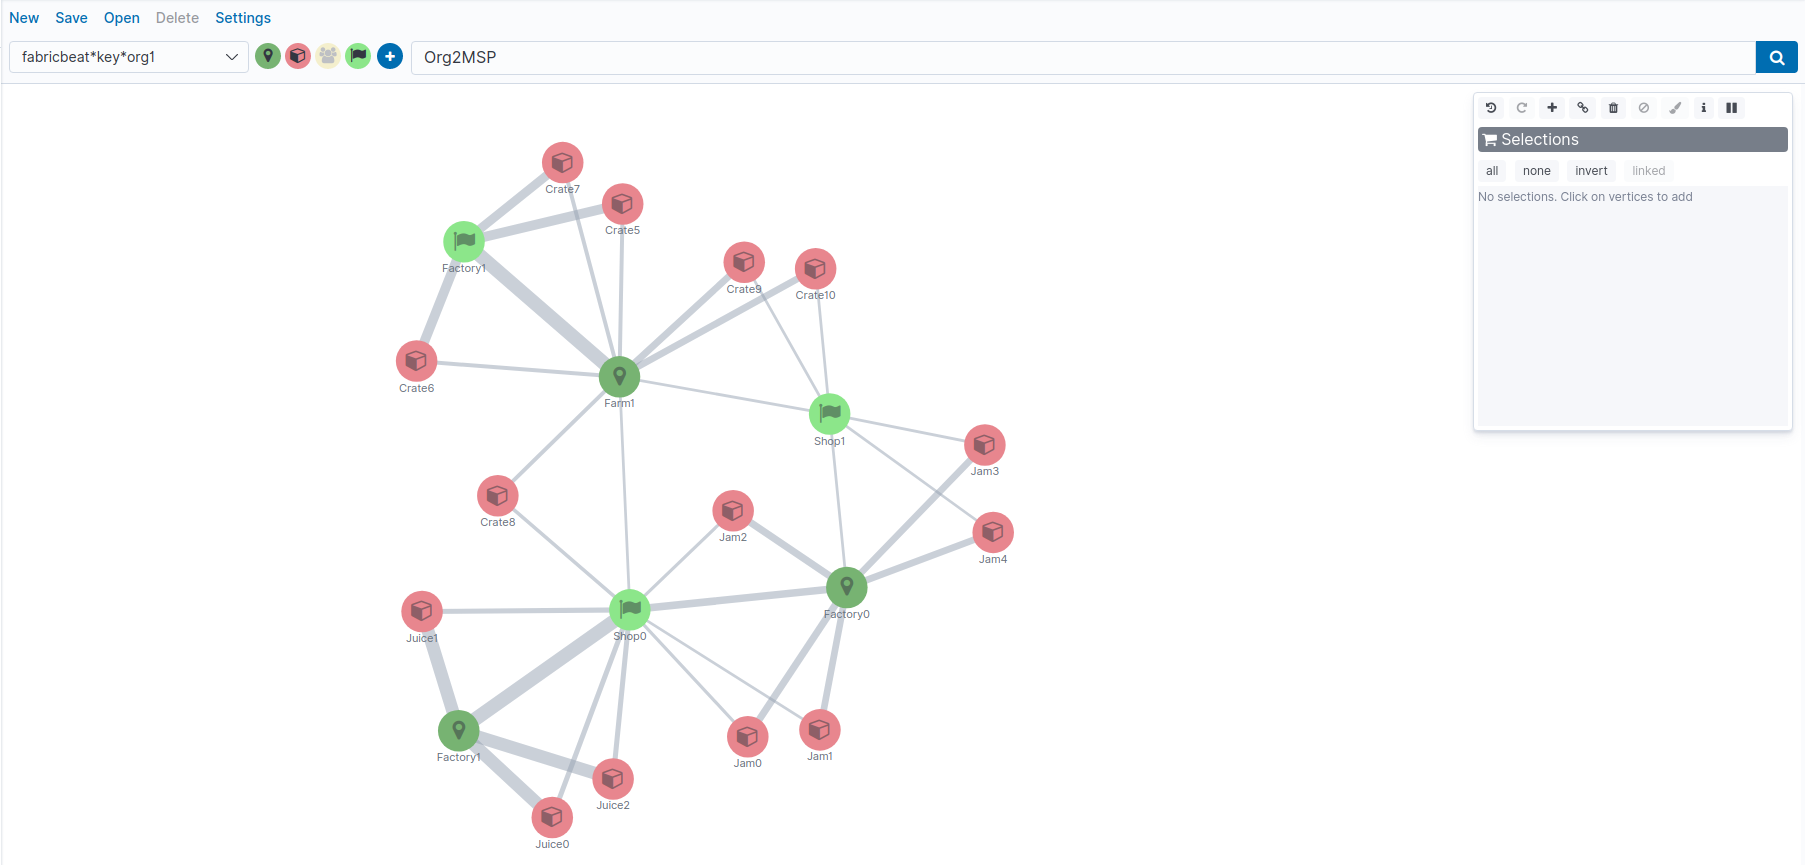 New Save Open Delete Settings
fabricbeat*key*org1
Org2MSP
Selections
all none invert linked
No selections. Click on vertices to add
Crate7
Crate5
Factory1
Crate9
Crate10
Crate6
Farm1
Shop1
Jam3
Crate8
Jam2
Jam4
Factory0
Juice1
Shop0
Factory1
Jam0
Jam1
Juice2
Juice0